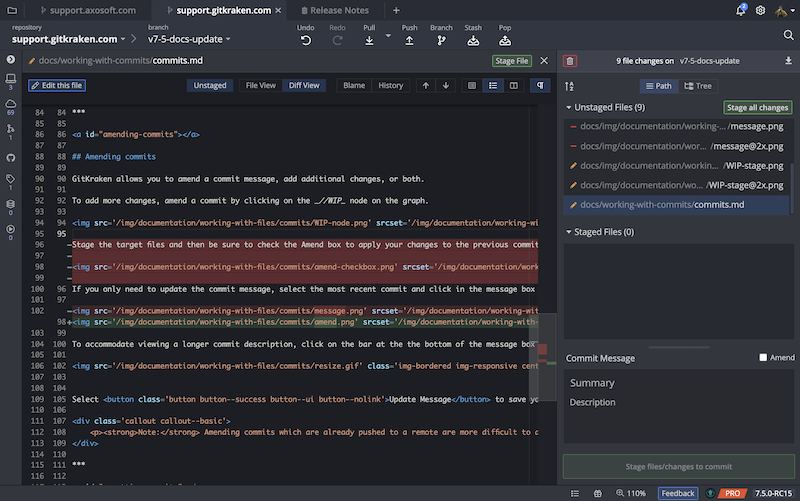 support.axosoft.com
support.gitkraken.com
Release Notes
repository
support.gitkraken.com
branch
v7-5-docs-update
Undo
Redo
Pull
Push
Branch
Stash
Pop
2
3
69
1
1
0
0
docs/working-with-commits/commits.md
Stage File
Edit this file
Unstaged
File View
Diff View
Blame
History
84 84 ***
85 85
86 86 <a id="amending-commits"></a>
87 87
88 88 ## Amending commits
89 89
90 90 GitKraken allows you to amend a commit message, add additional changes, or both.
91 91
92 92 To add more changes, amend a commit by clicking on the _//WIP_ node on the graph.
93 93
94 94 <img src='/img/documentation/working-with-files/commits/WIP-node.png' srcset='/img/documentation/working-wi
95 95
96 –Stage the target files and then be sure to check the Amend box to apply your changes to the previous commit
97 –
98 –<img src='/img/documentation/working-with-files/commits/amend-checkbox.png' srcset='/img/documentation/work
99 –
100 96 If you only need to update the commit message, select the most recent commit and click in the message box
101 97
102 –<img src='/img/documentation/working-with-files/commits/message.png' srcset='/img/documentation/working-wi
98 +<img src='/img/documentation/working-with-files/commits/amend.png' srcset='/img/documentation/working-with-
103 99
104 100 To accommodate viewing a longer commit description, click on the bar at the the bottom of the message box
105 101
106 102 <img src='/img/documentation/working-with-files/commits/resize.gif' class='img-bordered img-responsive cent
107 103
108 104
109 105 Select <button class='button button--success button--ui button--nolink'>Update Message</button> to save yo
110 106
111 107 <div class='callout callout--basic'>
112 108 <p><strong>Note:</strong> Amending commits which are already pushed to a remote are more difficult to a
113 109 </div>
114 110
115 111 ***
116 112
9 file changes on v7-5-docs-update
Path
Tree
Unstaged Files (9)
Stage all changes
docs/img/documentation/working-... /message.png
docs/img/documentation/wor... /message@2x.png
docs/img/documentation/workin... /WIP-stage.png
docs/img/documentation/wo... /WIP-stage@2x.png
docs/working-with-commits/commits.md
Staged Files (0)
Commit Message
Amend
Summary
Description
Stage files/changes to commit
110%
Feedback
PRO
7.5.0-RC15